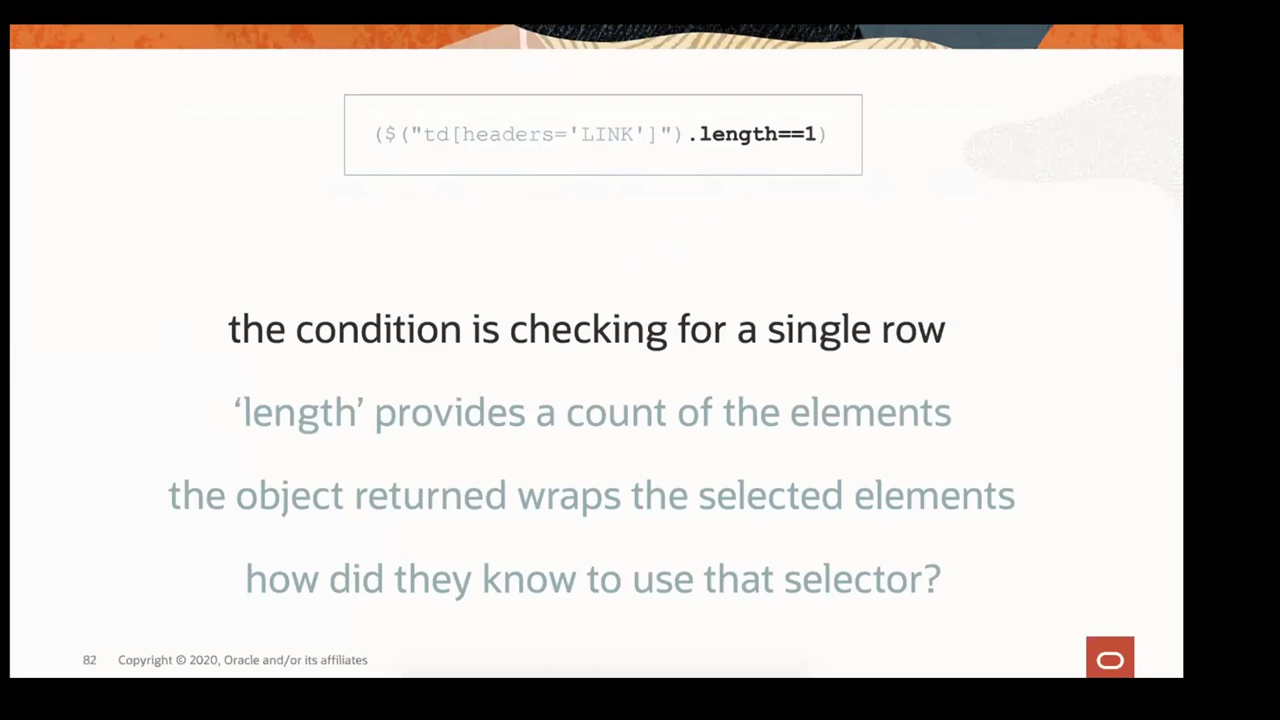 ($("td[headers='LINK']").length==1)
the condition is checking for a single row
‘length’ provides a count of the elements
the object returned wraps the selected elements
how did they know to use that selector?
82 Copyright © 2020, Oracle and/or its affiliates